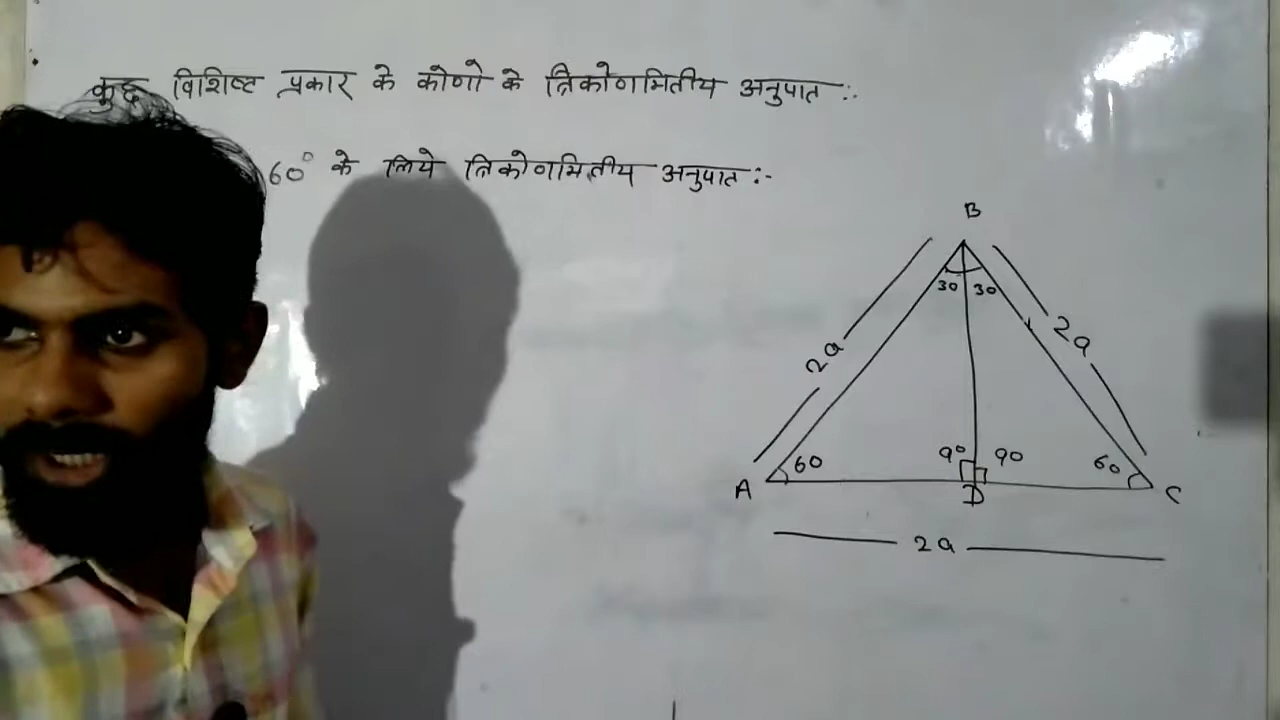 कुछ विशिष्ट प्रकार के कोणो के त्रिकोणमितीय अनुपात :-
60° के लिये त्रिकोणमितीय अनुपात :-
B
30 30
2a
2a
60
90
90
60
A
D
C
2a